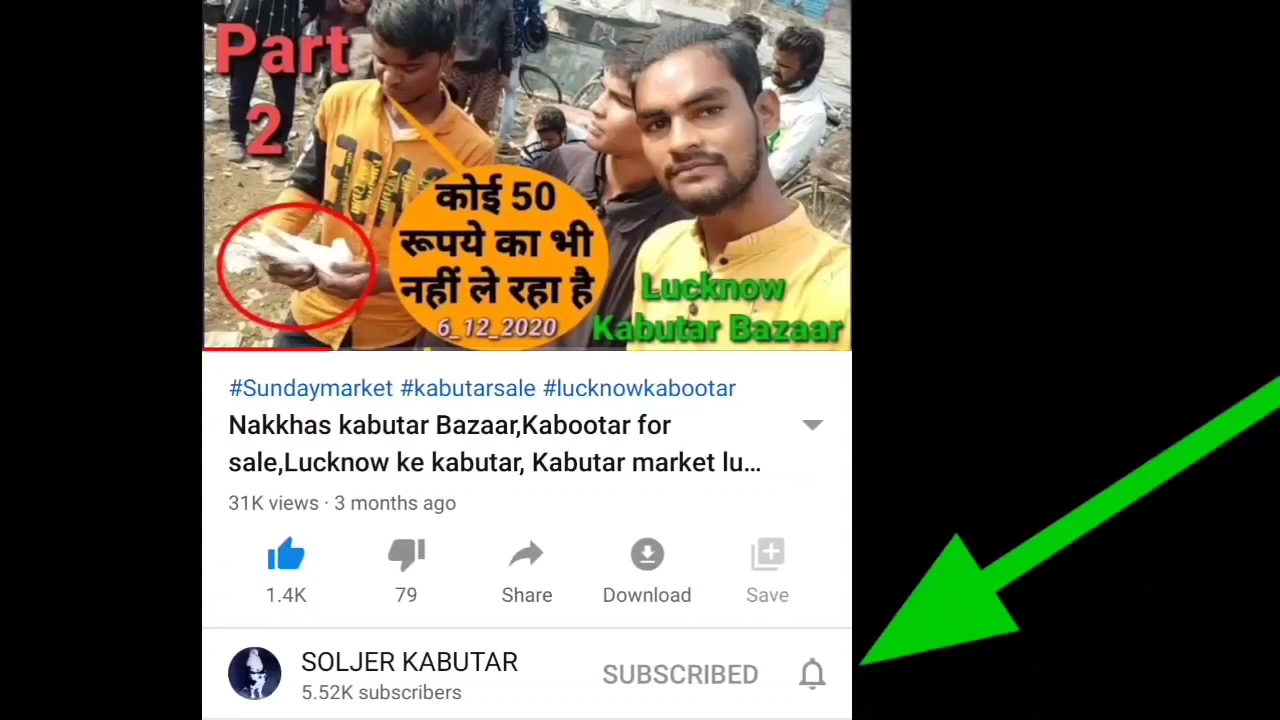 Part
2
कोई 50
रूपये का भी
नहीं ले रहा है
6_12_2020
Lucknow
Kabutar Bazaar
#Sundaymarket #kabutarsale #lucknowkabootar
Nakkhas kabutar Bazaar,Kabootar for
sale,Lucknow ke kabutar, Kabutar market lu...
31K views · 3 months ago
1.4K
79
Share
Download
Save
SOLJER KABUTAR
SUBSCRIBED
5.52K subscribers